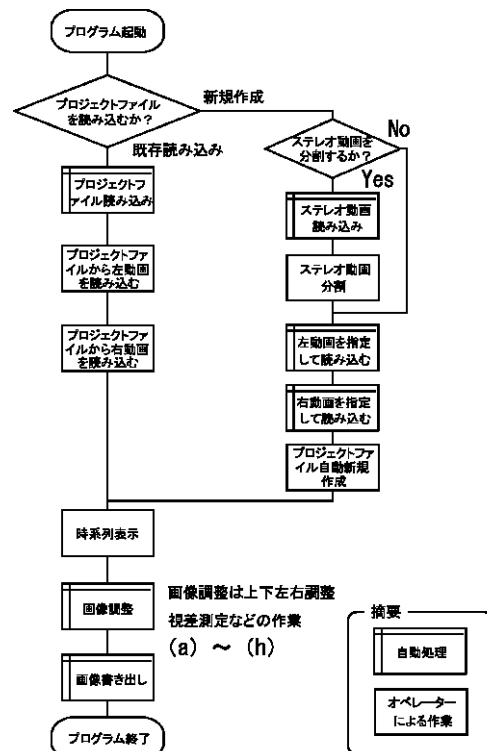 プログラム起動
プロジェクトファイル
を読み込むか？
新規作成
既存読み込み
ステレオ動画を
分割するか？
No
Yes
プロジェクトフ
ァイル読み込み
ステレオ動画
読み込み
プロジェクトファ
イルから左動画
を読み込む
ステレオ動画
分割
プロジェクトファ
イルから右動画
を読み込む
左動画を指定
して読み込む
右動画を指定
して読み込む
プロジェクトファ
イル自動新規
作成
時系列表示
画像調整
画像調整は上下左右調整
視差測定などの作業
(a) ～ (h)
画像書き出し
プログラム終了
摘要
自動処理
オペレーター
による作業